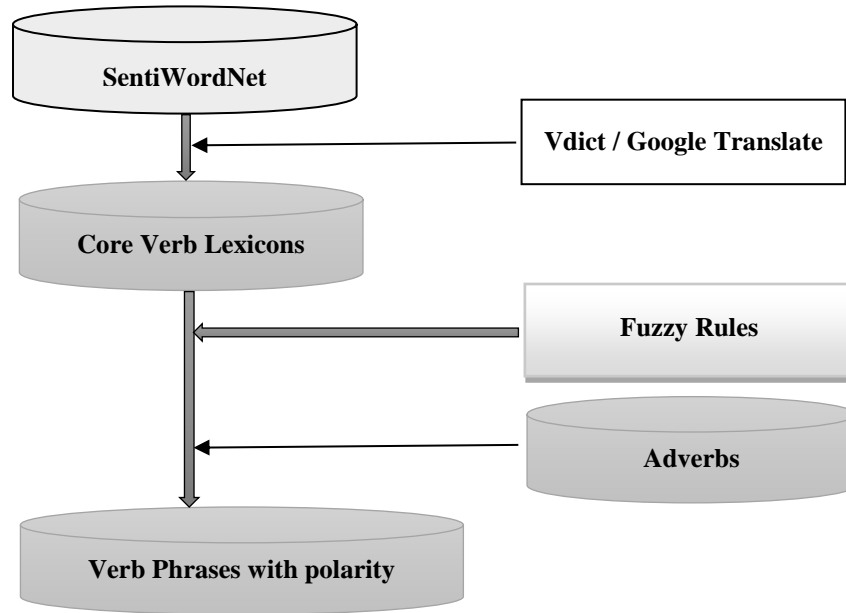 SentiWordNet
Vdict / Google Translate
Core Verb Lexicons
Fuzzy Rules
Adverbs
Verb Phrases with polarity